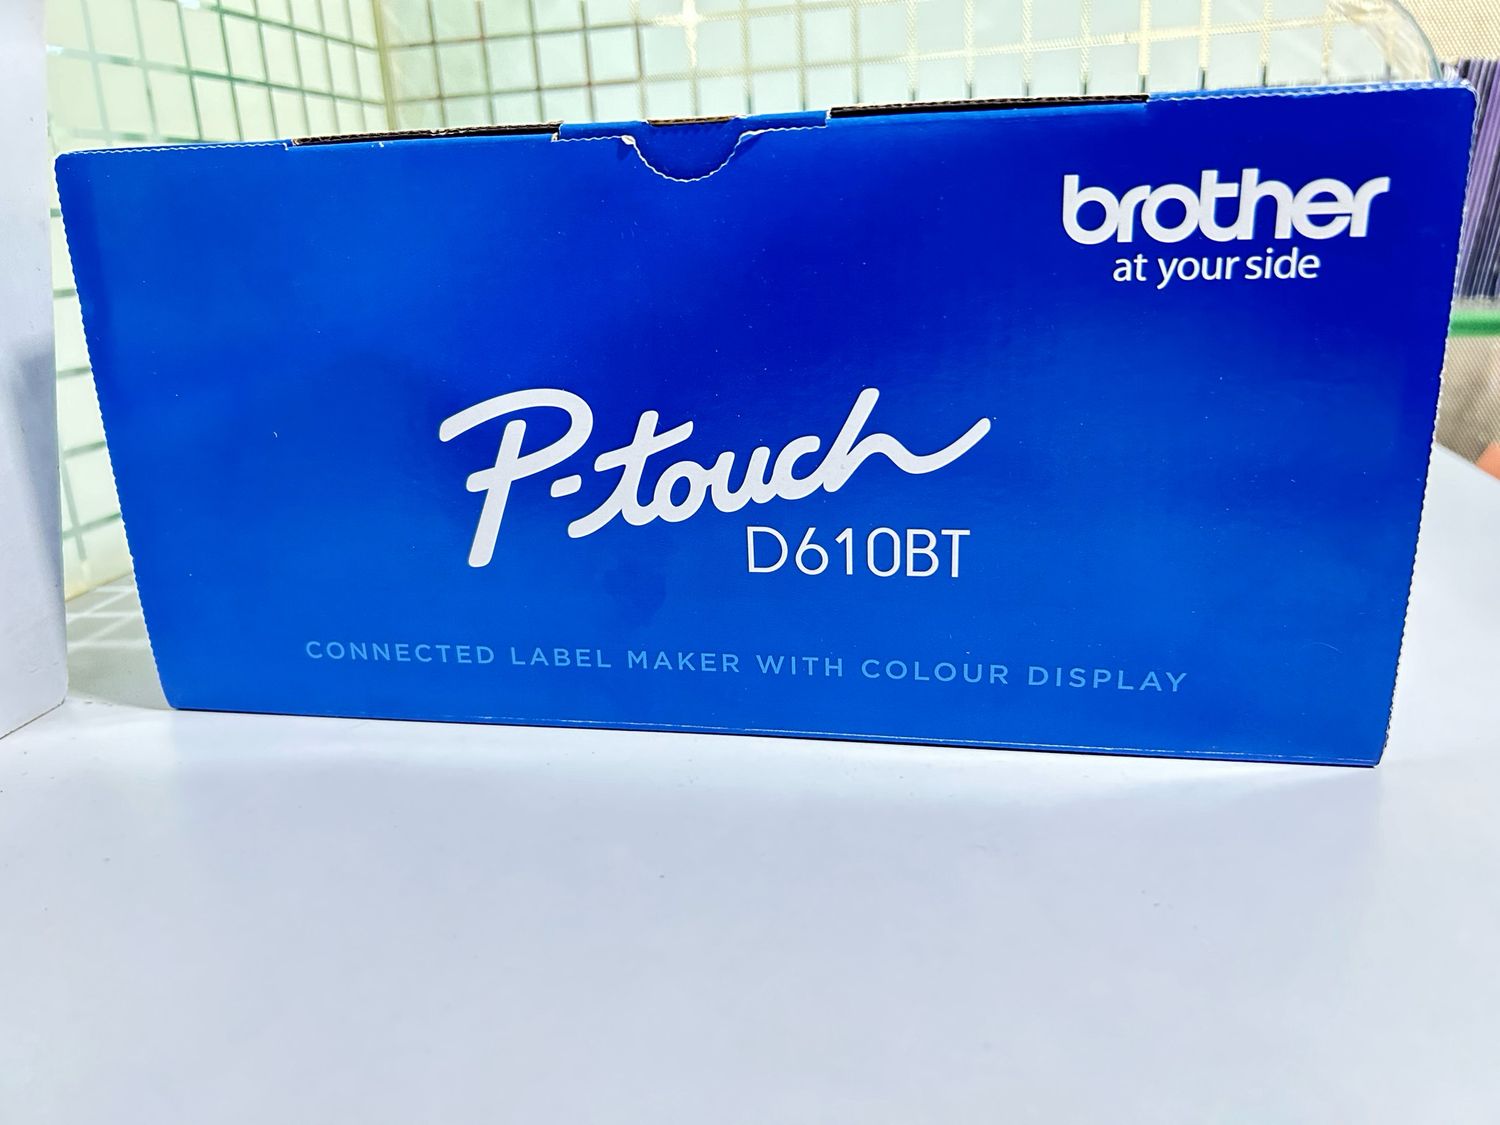 brother
at your side
P-touch
D610BT
CONNECTED LABEL MAKER WITH COLOUR DISPLAY